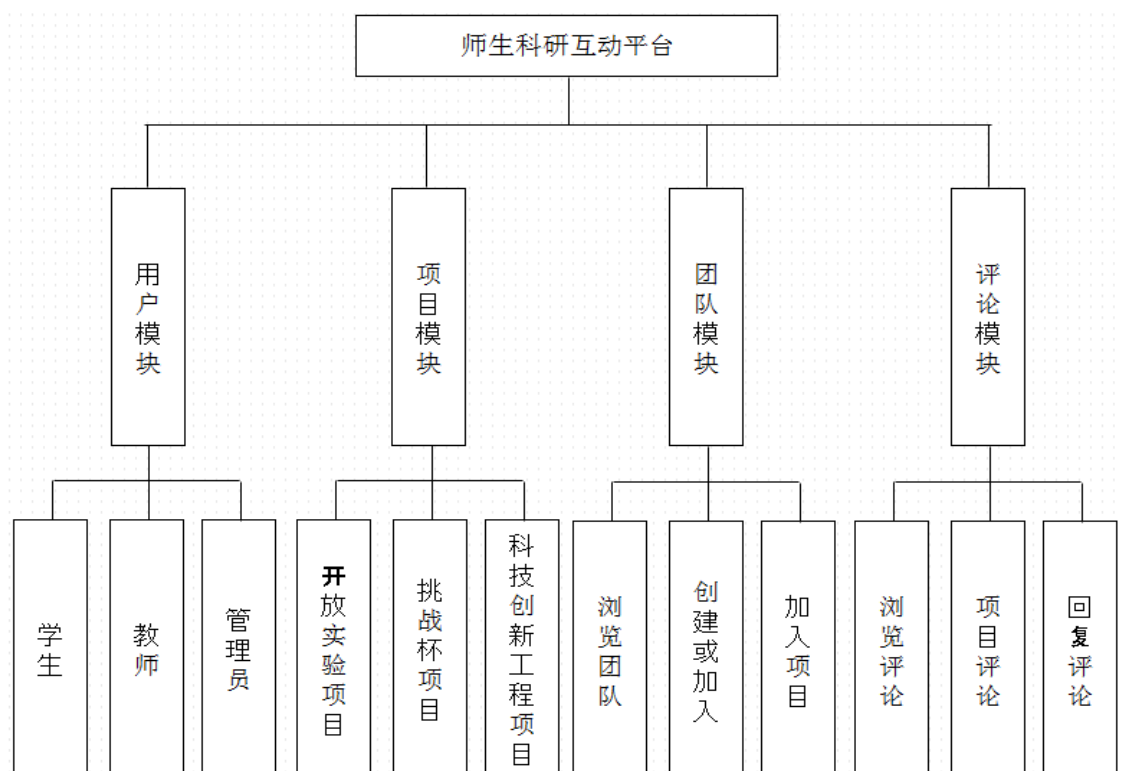 师生科研互动平台
用户模块
项目模块
团队模块
评论模块
学生
教师
管理员
开放实验项目
挑战杯项目
科技创新工程项目
浏览团队
创建或加入
加入项目
浏览评论
项目评论
回复评论